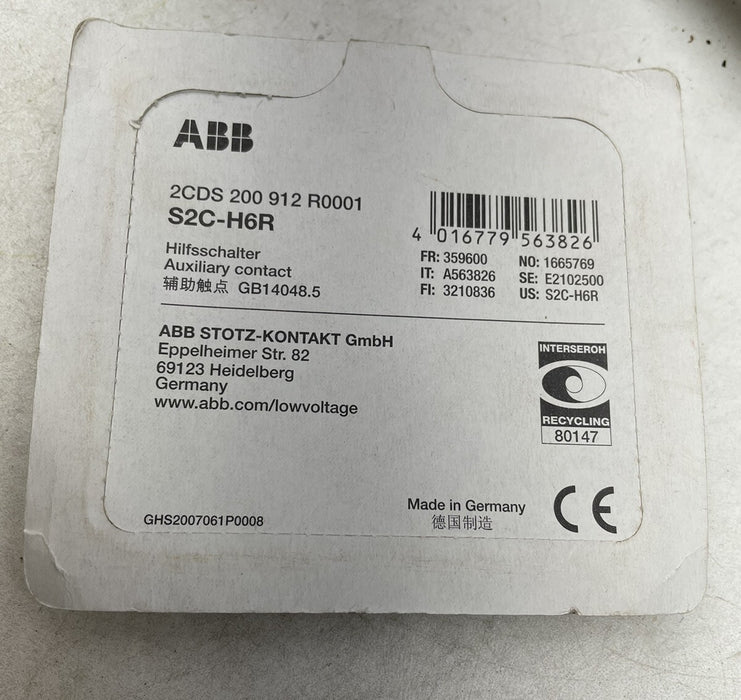 ABB
2CDS 200 912 R0001
S2C-H6R
Hilfsschalter
Auxiliary contact
辅助触点 GB14048.5
4 016779 563826
FR: 359600 NO: 1665769
IT: A563826 SE: E2102500
FI: 3210836 US: S2C-H6R
ABB STOTZ-KONTAKT GmbH
Eppelheimer Str. 82
69123 Heidelberg
Germany
www.abb.com/lowvoltage
INTERSEROH
RECYCLING
80147
GHS2007061P0008
Made in Germany
德国制造
CE